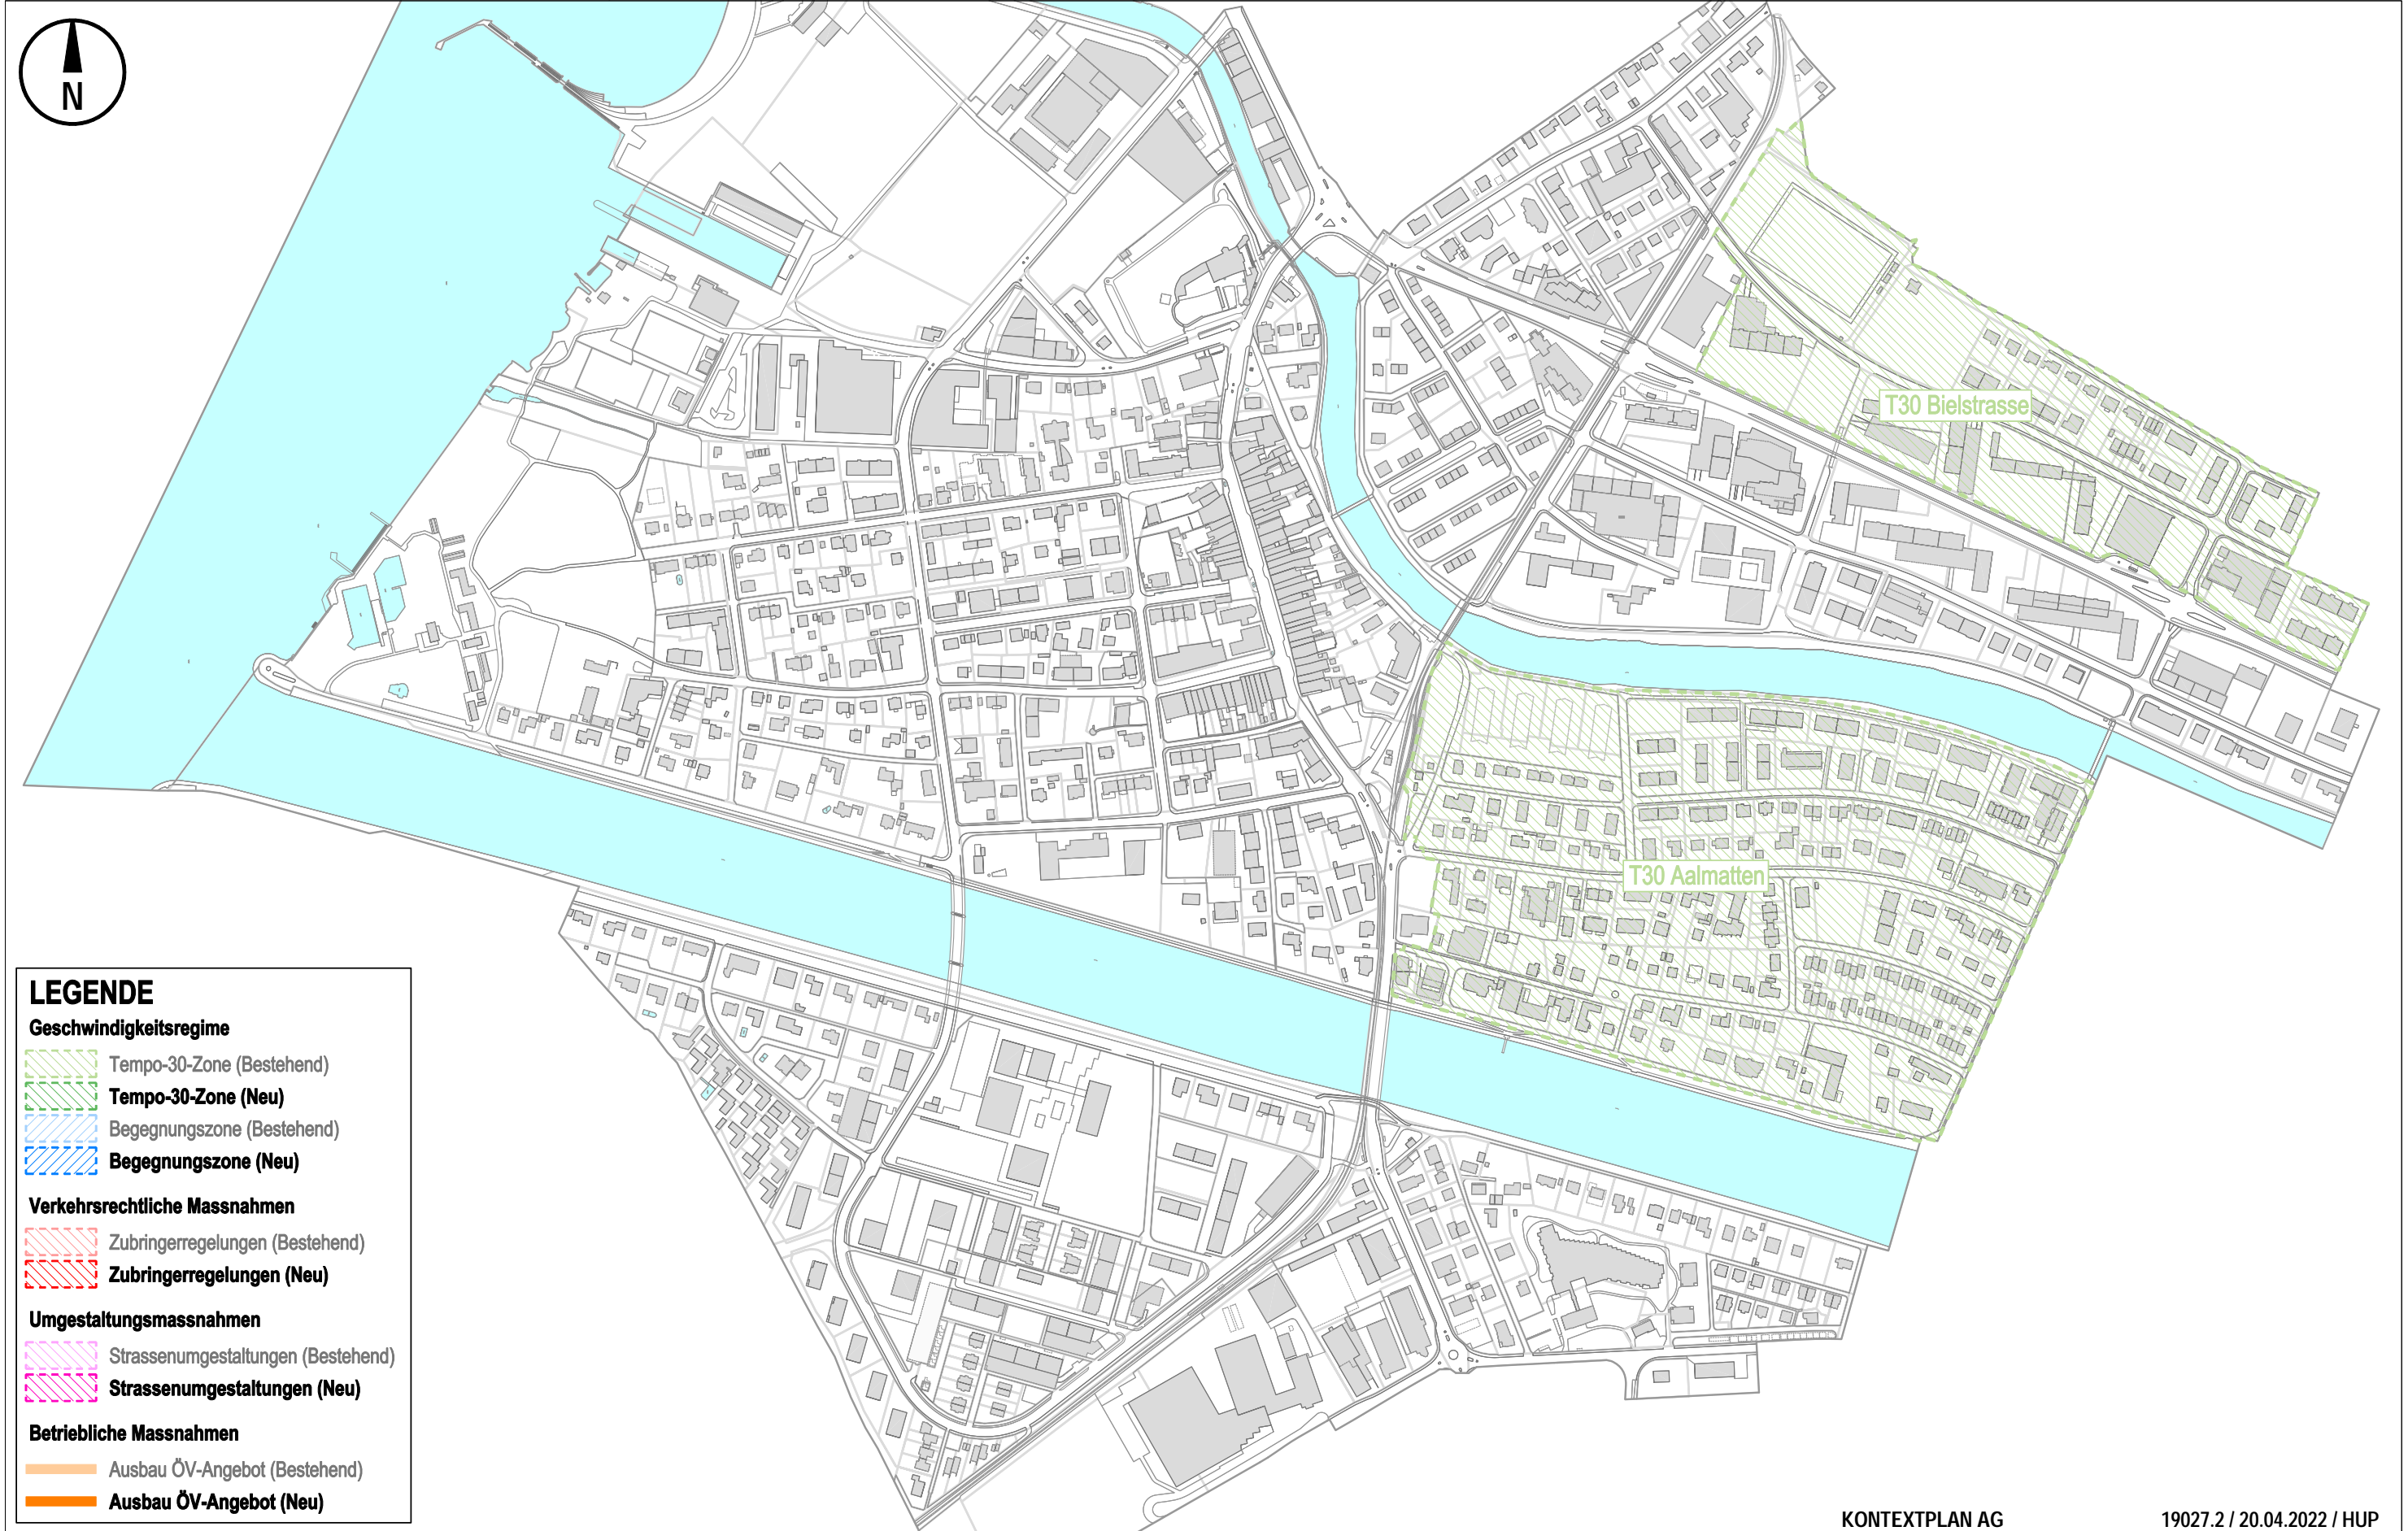 N
T30 Bielstrasse
T30 Aalmatten
LEGENDE
Geschwindigkeitsregime
Tempo-30-Zone (Bestehend)
Tempo-30-Zone (Neu)
Begegnungszone (Bestehend)
Begegnungszone (Neu)
Verkehrsrechtliche Massnahmen
Zubringerregelungen (Bestehend)
Zubringerregelungen (Neu)
Umgestaltungsmassnahmen
Strassenumgestaltungen (Bestehend)
Strassenumgestaltungen (Neu)
Betriebliche Massnahmen
Ausbau ÖV-Angebot (Bestehend)
Ausbau ÖV-Angebot (Neu)
KONTEXTPLAN AG
19027.2 / 20.04.2022 / HUP